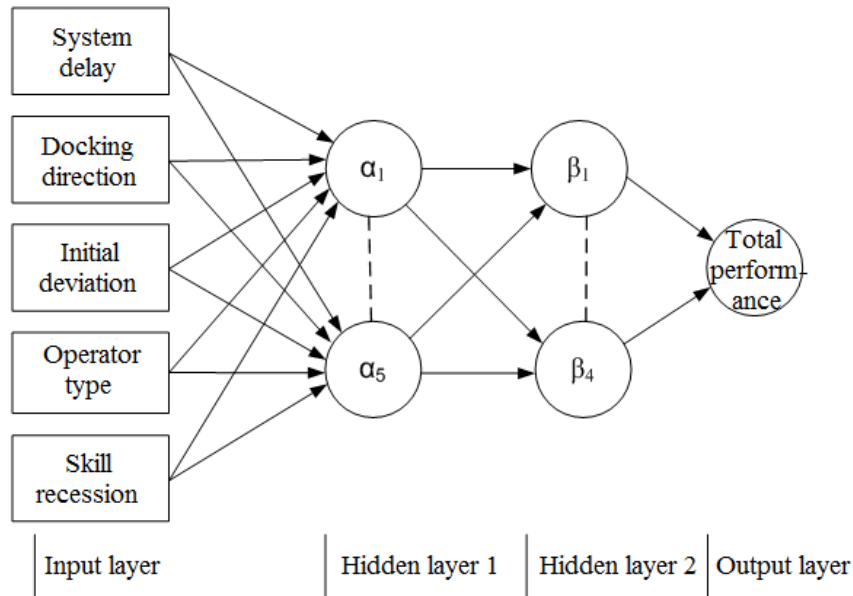 System
delay
Docking
direction
Initial
deviation
Operator
type
Skill
recession
α₁
α₅
β₁
β₄
Total
perform-
ance
Input layer
Hidden layer 1
Hidden layer 2
Output layer